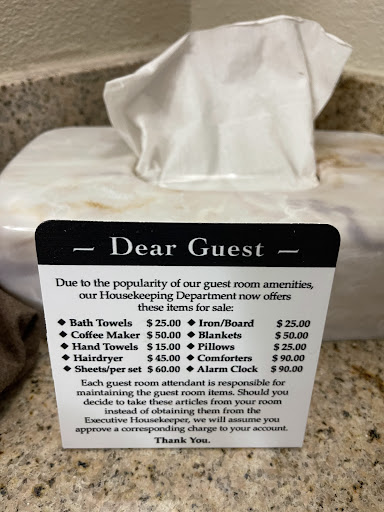 — Dear Guest —
Due to the popularity of our guest room amenities,
our Housekeeping Department now offers
these items for sale:
◆ Bath Towels $ 25.00 ◆ Iron/Board $ 25.00
◆ Coffee Maker $ 50.00 ◆ Blankets $ 50.00
◆ Hand Towels $ 15.00 ◆ Pillows $ 25.00
◆ Hairdryer $ 45.00 ◆ Comforters $ 90.00
◆ Sheets/per set $ 60.00 ◆ Alarm Clock $ 90.00
Each guest room attendant is responsible for
maintaining the guest room items. Should you
decide to take these articles from your room
instead of obtaining them from the
Executive Housekeeper, we will assume you
approve a corresponding charge to your account.
Thank You.